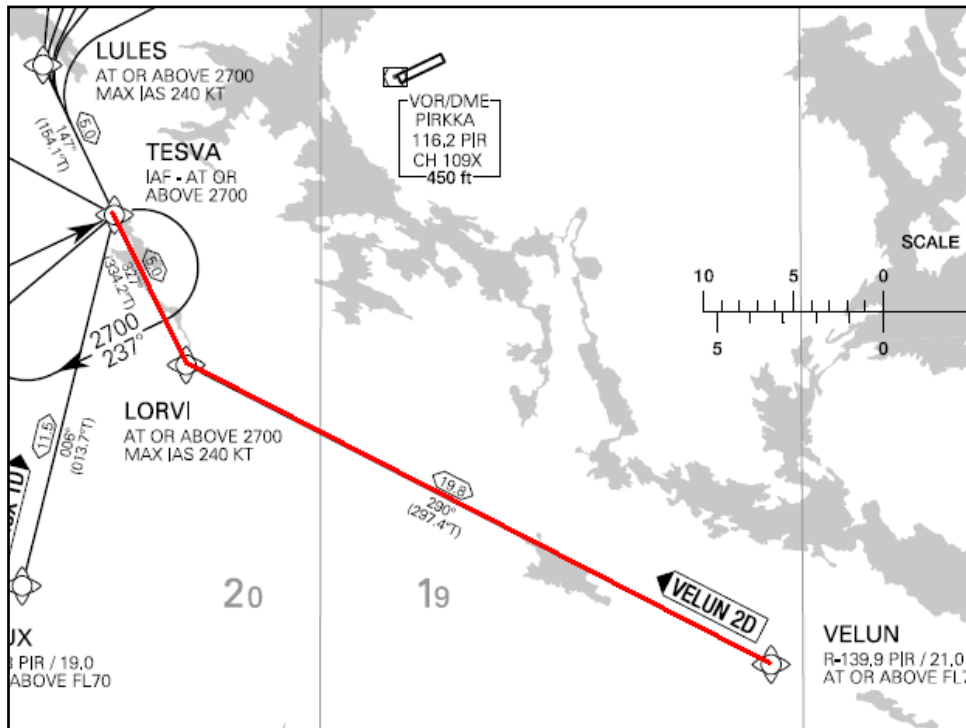 LULES
AT OR ABOVE 2700
MAX IAS 240 KT
147°
(154.1°T)
5.0
VOR/DME
PIRKKA
116,2 PIR
CH 109X
450 ft
TESVA
IAF - AT OR
ABOVE 2700
SCALE
10 5 0
5 0
5.0
327°
(334.2°T)
2700
237°
LORVI
AT OR ABOVE 2700
MAX IAS 240 KT
11.5
006°
(013.7°T)
1D
19.8
290°
(297.4°T)
20
19
VELUN 2D
UX
PIR / 19,0
ABOVE FL70
VELUN
R-139,9 PIR / 21,0
AT OR ABOVE